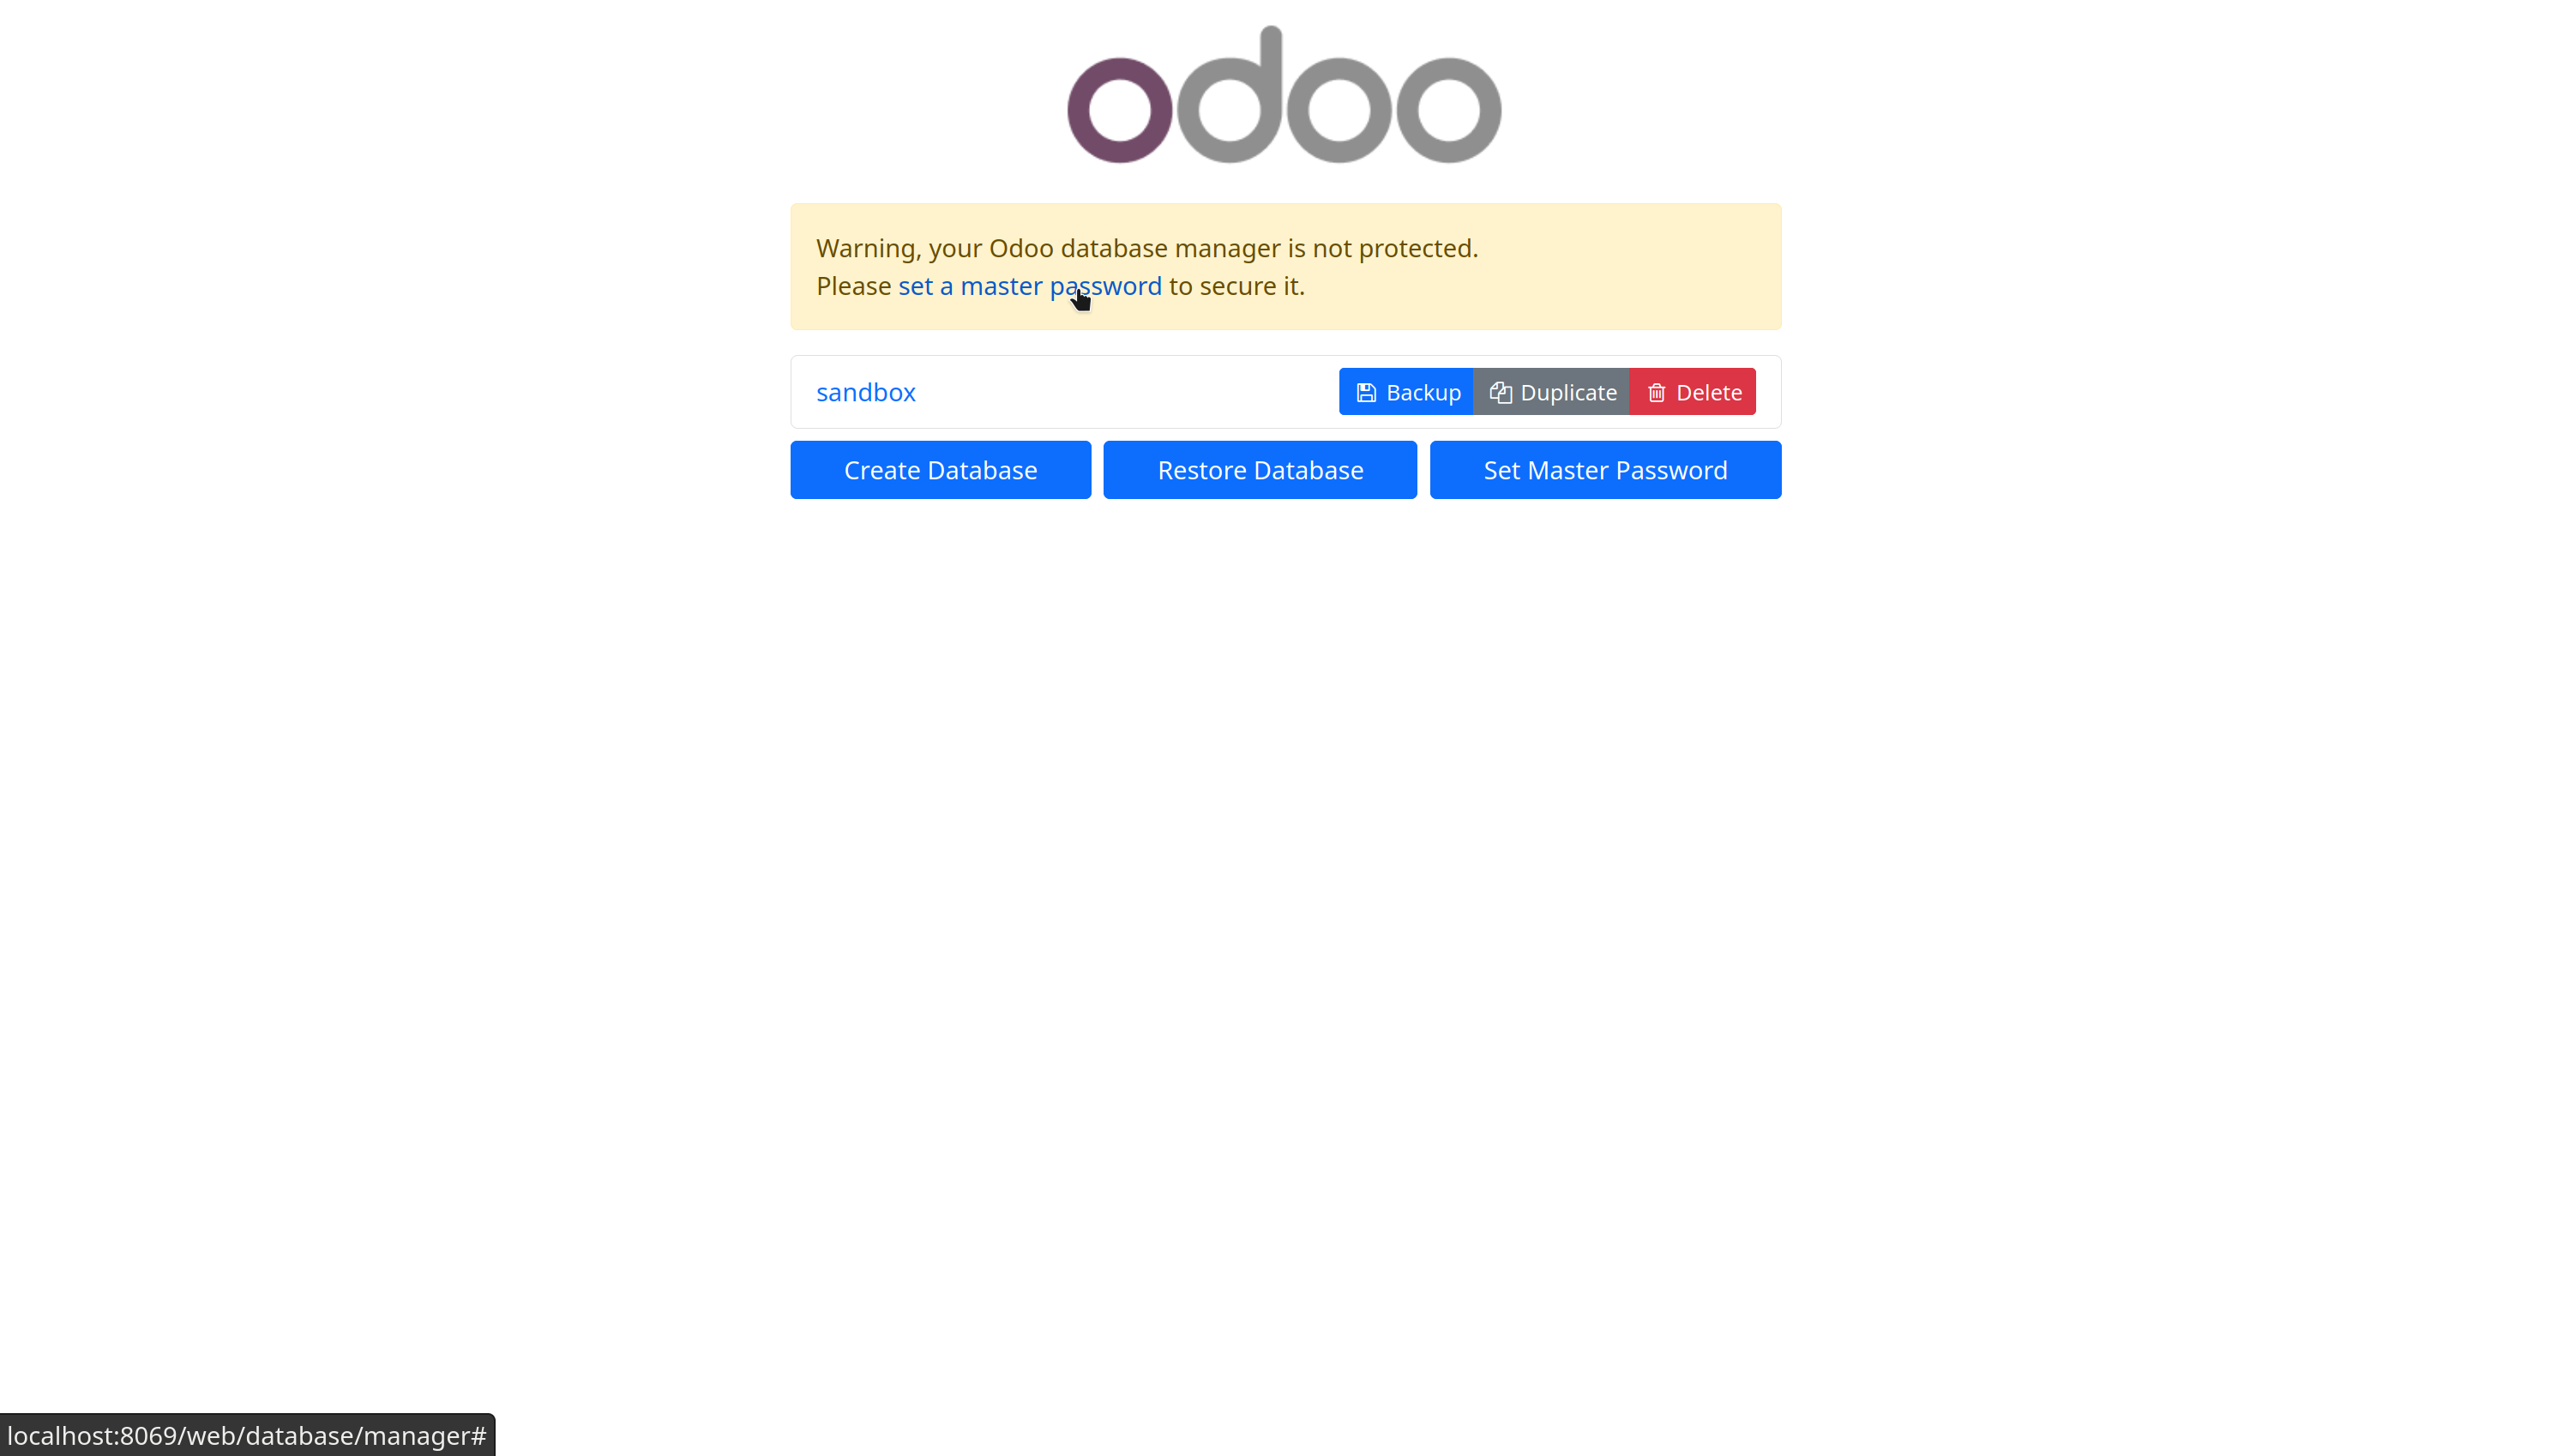 odoo
Warning, your Odoo database manager is not protected.
Please set a master password to secure it.
sandbox
Backup
Duplicate
Delete
Create Database
Restore Database
Set Master Password
localhost:8069/web/database/manager#